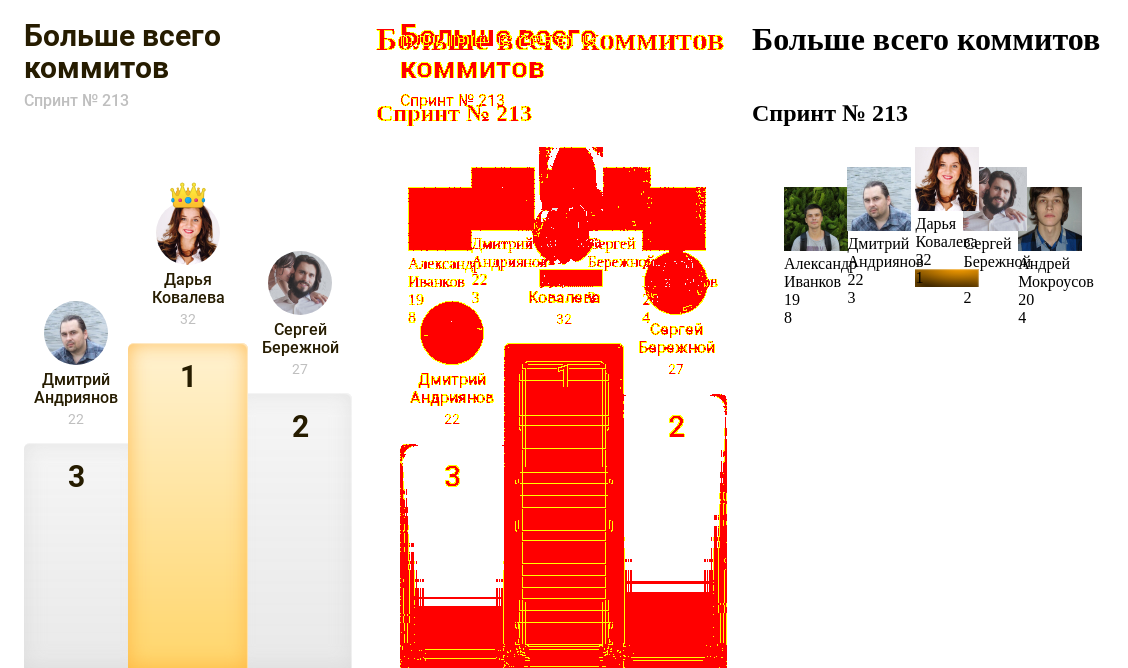 Больше всего
коммитов
Спринт № 213
Дарья
Ковалева
32
Сергей
Бережной
27
Дмитрий
Андриянов
22
1
2
3
Больше всего коммитов
коммитов
Спринт № 213
Спринт № 213
Дмитрий
Андриянов
22
3
Сергей
Бережной
Александр
Иванков
19
8
Ковалева
32
Сергей
Бережной
27
Дмитрий
Андриянов
22
1
2
3
Больше всего коммитов
Спринт № 213
Александр
Иванков
19
8
Дмитрий
Андриянов
22
3
Дарья
Ковалева
32
1
Сергей
Бережной
2
Андрей
Мокроусов
20
4